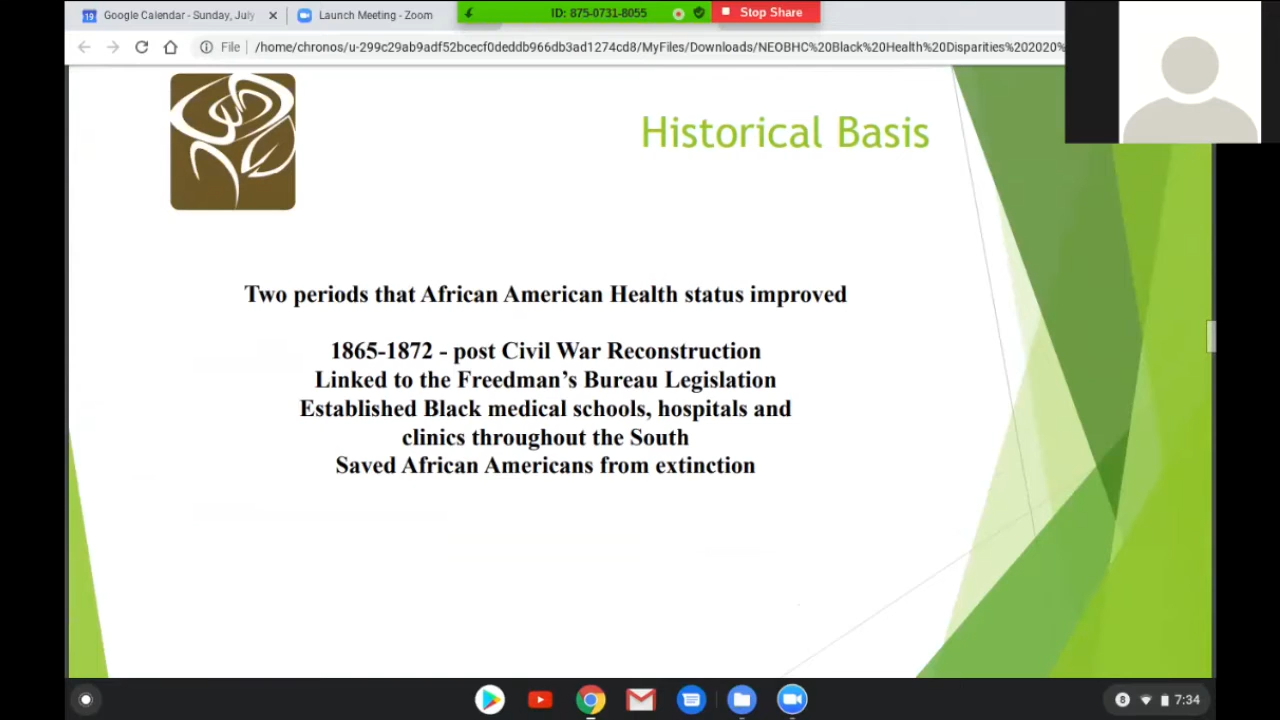 Google Calendar - Sunday, July
Launch Meeting - Zoom
ID: 875-0731-8055
Stop Share
File
/home/chronos/u-299c29ab9adf52bcecf0deddb966db3ad1274cd8/MyFiles/Downloads/NEOBHC%20Black%20Health%20Disparities%202020%
Historical Basis
Two periods that African American Health status improved
1865-1872 - post Civil War Reconstruction
Linked to the Freedman's Bureau Legislation
Established Black medical schools, hospitals and
clinics throughout the South
Saved African Americans from extinction
8
7:34